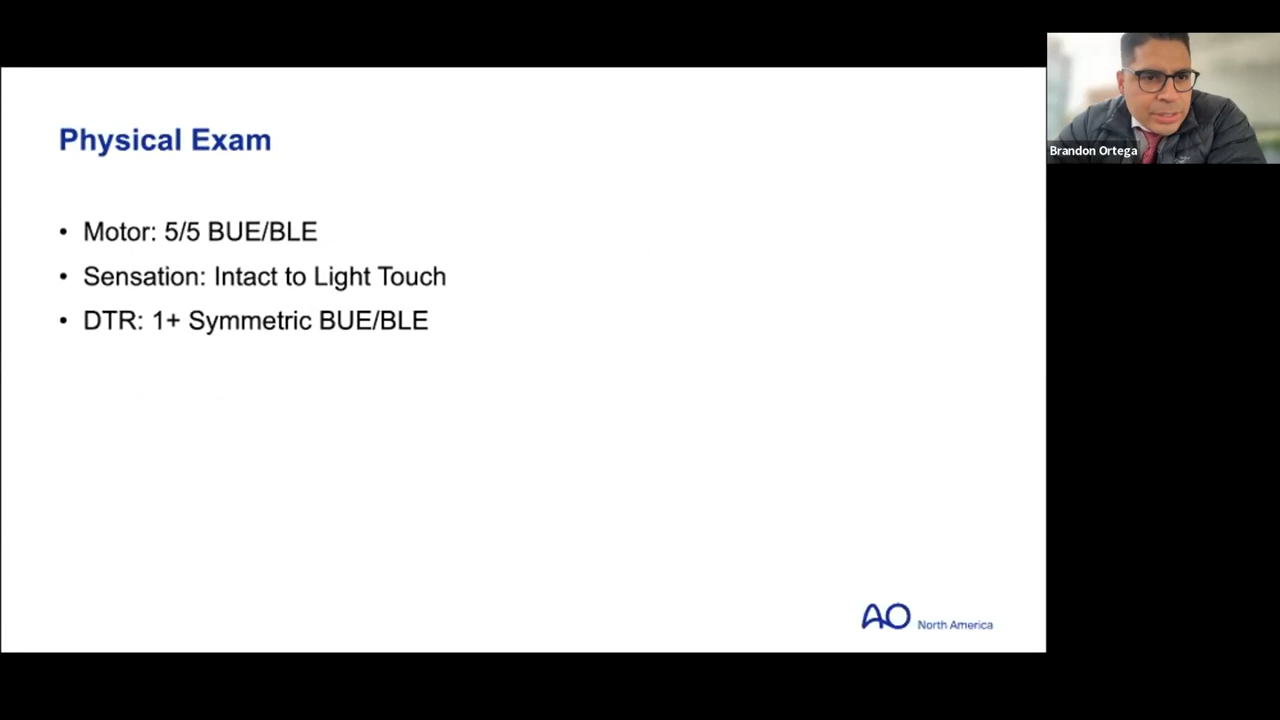 Physical Exam
• Motor: 5/5 BUE/BLE
• Sensation: Intact to Light Touch
• DTR: 1+ Symmetric BUE/BLE
AO North America
Brandon Ortega